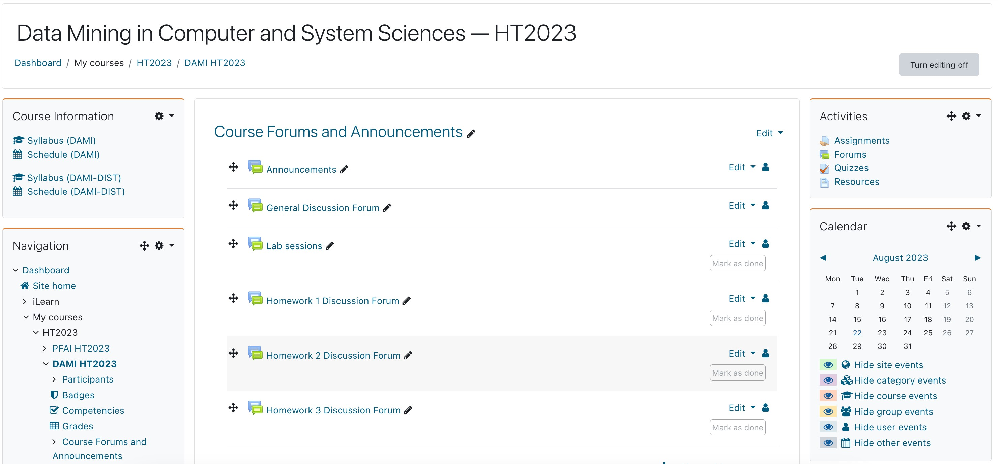 Data Mining in Computer and System Sciences — HT2023
Dashboard / My courses / HT2023 / DAMI HT2023
Turn editing off
Course Information
Syllabus (DAMI)
Schedule (DAMI)
Syllabus (DAMI-DIST)
Schedule (DAMI-DIST)
Navigation
Dashboard
Site home
iLearn
My courses
HT2023
PFAI HT2023
DAMI HT2023
Participants
Badges
Competencies
Grades
Course Forums and
Announcements
Course Forums and Announcements
Edit
Announcements
Edit
General Discussion Forum
Edit
Lab sessions
Edit
Mark as done
Homework 1 Discussion Forum
Edit
Mark as done
Homework 2 Discussion Forum
Edit
Mark as done
Homework 3 Discussion Forum
Edit
Mark as done
Activities
Assignments
Forums
Quizzes
Resources
Calendar
August 2023
Mon Tue Wed Thu Fri Sat Sun
1 2 3 4 5 6
7 8 9 10 11 12 13
14 15 16 17 18 19 20
21 22 23 24 25 26 27
28 29 30 31
Hide site events
Hide category events
Hide course events
Hide group events
Hide user events
Hide other events